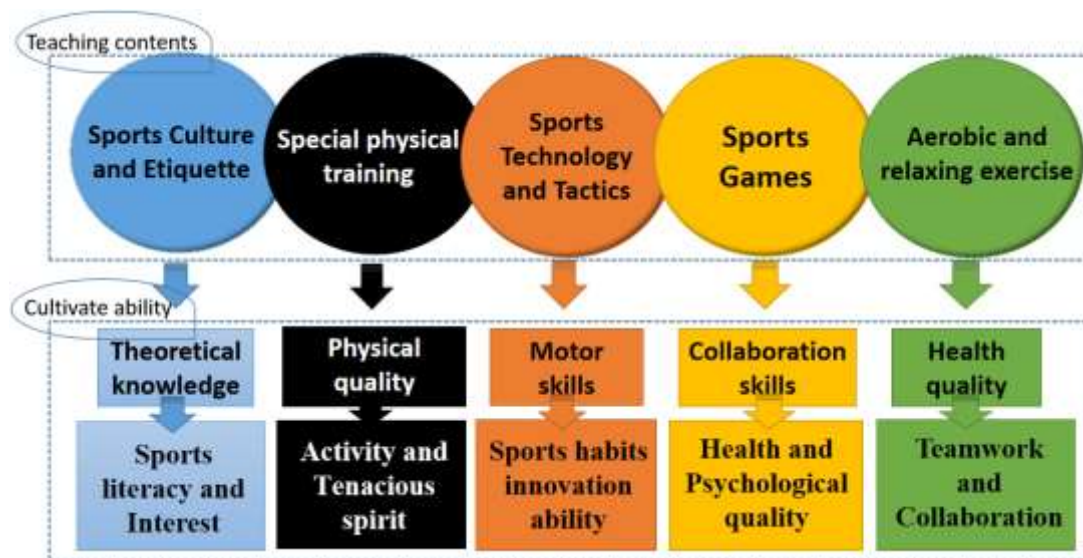 Teaching contents
Sports Culture
and Etiquette
Special physical
training
Sports
Technology
and Tactics
Sports
Games
Aerobic and
relaxing exercise
Cultivate ability
Theoretical
knowledge
Physical
quality
Motor
skills
Collaboration
skills
Health
quality
Sports
literacy and
Interest
Activity and
Tenacious
spirit
Sports habits
innovation
ability
Health and
Psychological
quality
Teamwork
and
Collaboration